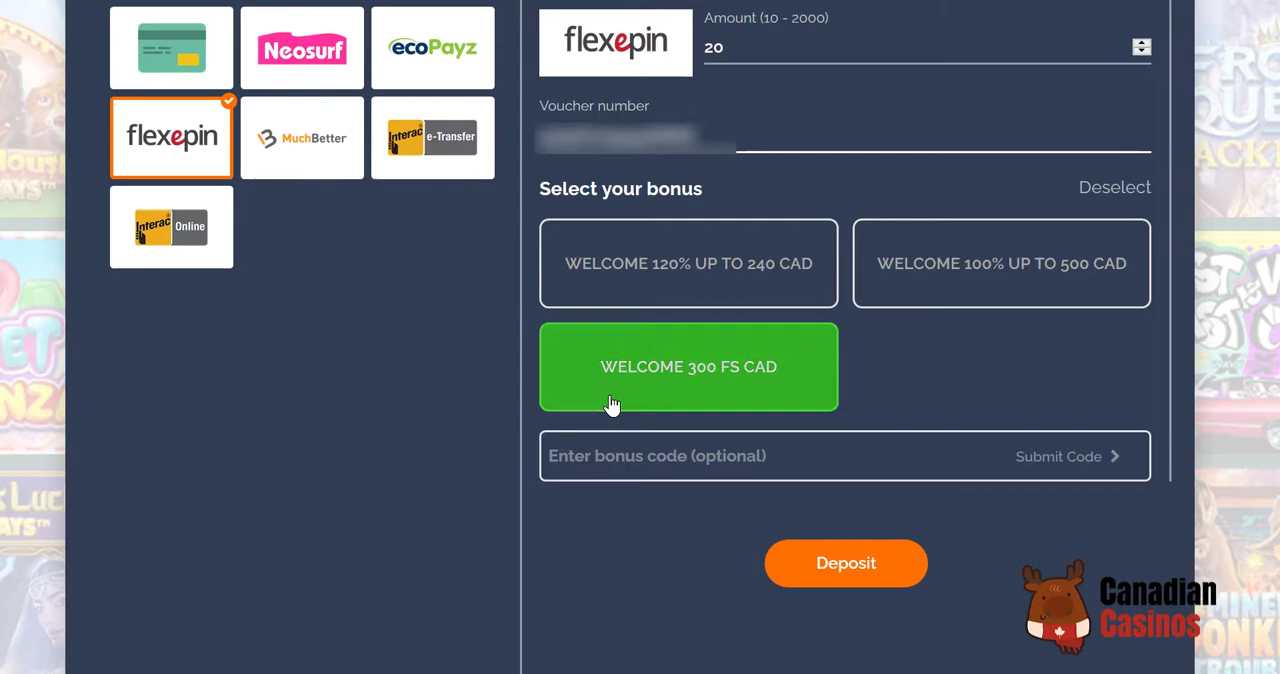 Neosurf
ecoPayz
flexepin
MuchBetter
Interac e-Transfer
Interac Online
flexepin
Amount (10 - 2000)
20
Voucher number
Select your bonus
Deselect
WELCOME 120% UP TO 240 CAD
WELCOME 100% UP TO 500 CAD
WELCOME 300 FS CAD
Enter bonus code (optional)
Submit Code
Deposit
Canadian
Casinos